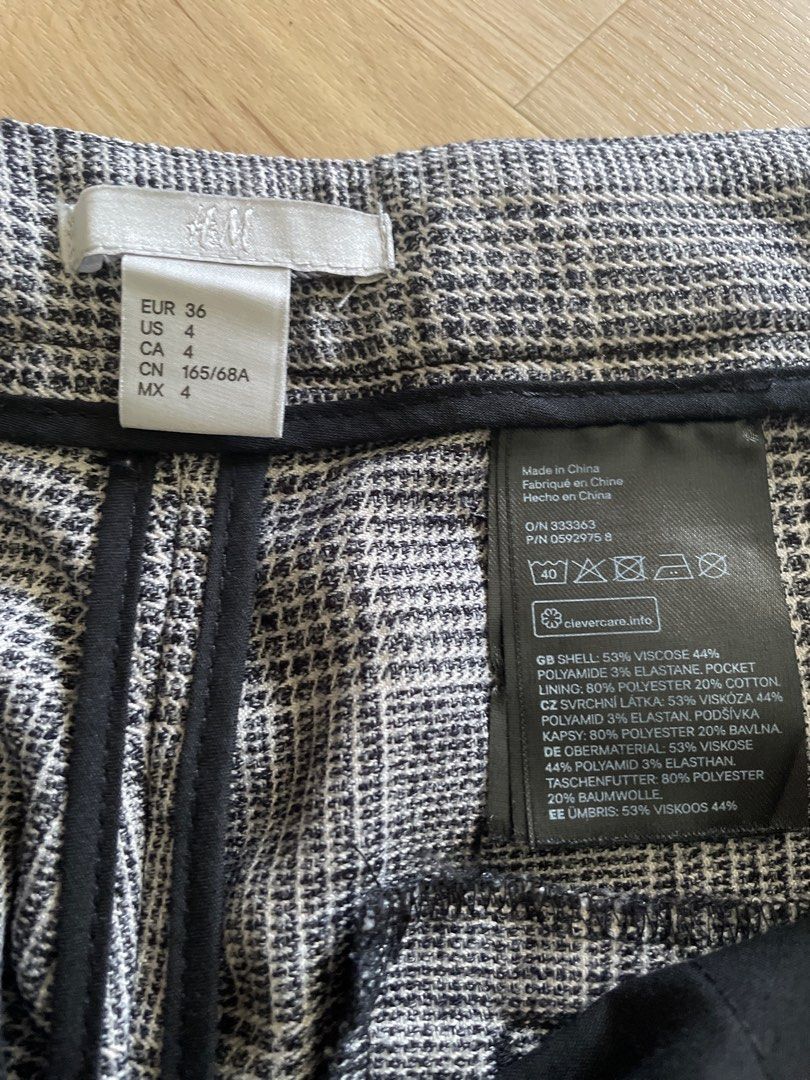 H&M
EUR 36
US 4
CA 4
CN 165/68A
MX 4
Made in China
Fabriqué en Chine
Hecho en China
O/N 333363
P/N 0592975 8
40
clevercare.info
GB SHELL: 53% VISCOSE 44%
POLYAMIDE 3% ELASTANE. POCKET
LINING: 80% POLYESTER 20% COTTON.
CZ SVRCHNÍ LÁTKA: 53% VISKÓZA 44%
POLYAMID 3% ELASTAN. PODŠÍVKA
KAPSY: 80% POLYESTER 20% BAVLNA.
DE OBERMATERIAL: 53% VISKOSE
44% POLYAMID 3% ELASTHAN.
TASCHENFUTTER: 80% POLYESTER
20% BAUMWOLLE.
EE ÜMBRIS: 53% VISKOOS 44%